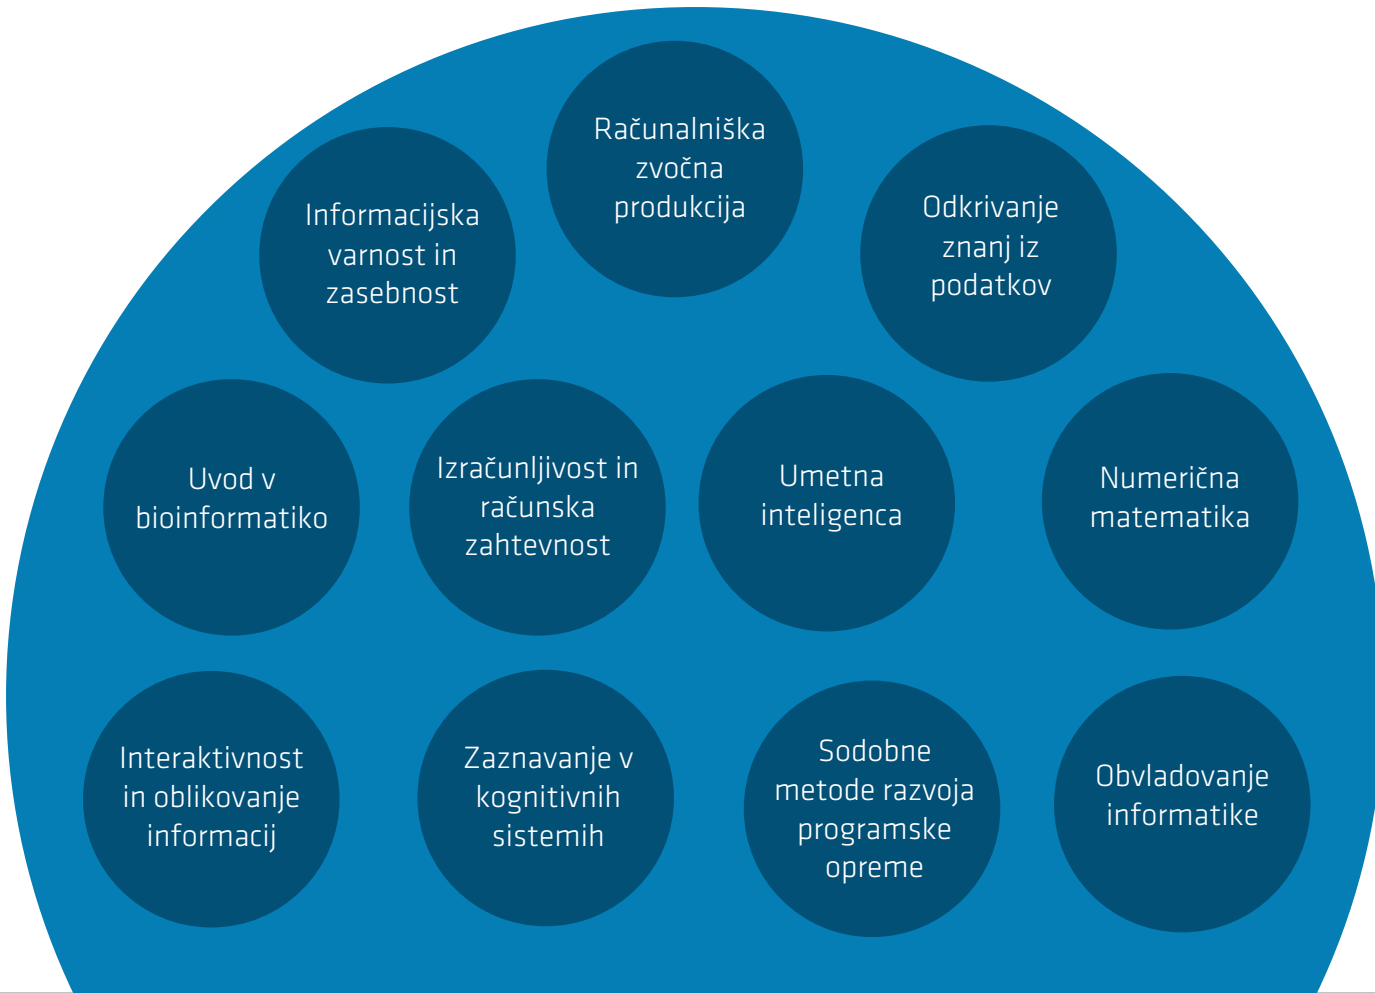 Računalniška
zvočna
produkcija
Informacijska
varnost in
zasebnost
Odkrivanje
znanj iz
podatkov
Uvod v
bioinformatiko
Izračunljivost in
računska
zahtevnost
Umetna
inteligenca
Numerična
matematika
Interaktivnost
in oblikovanje
informacij
Zaznavanje v
kognitivnih
sistemih
Sodobne
metode razvoja
programske
opreme
Obvladovanje
informatike